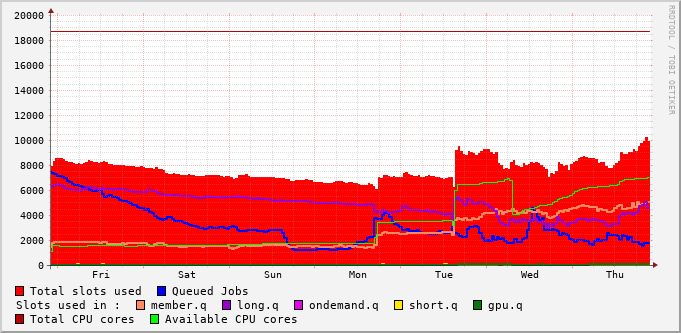 20000
18000
16000
14000
12000
10000
8000
6000
4000
2000
0
Fri Sat Sun Mon Tue Wed Thu
Total slots used Queued Jobs
Slots used in : member.q long.q ondemand.q short.q gpu.q
Total CPU cores Available CPU cores
RRDTOOL / TOBI OETIKER